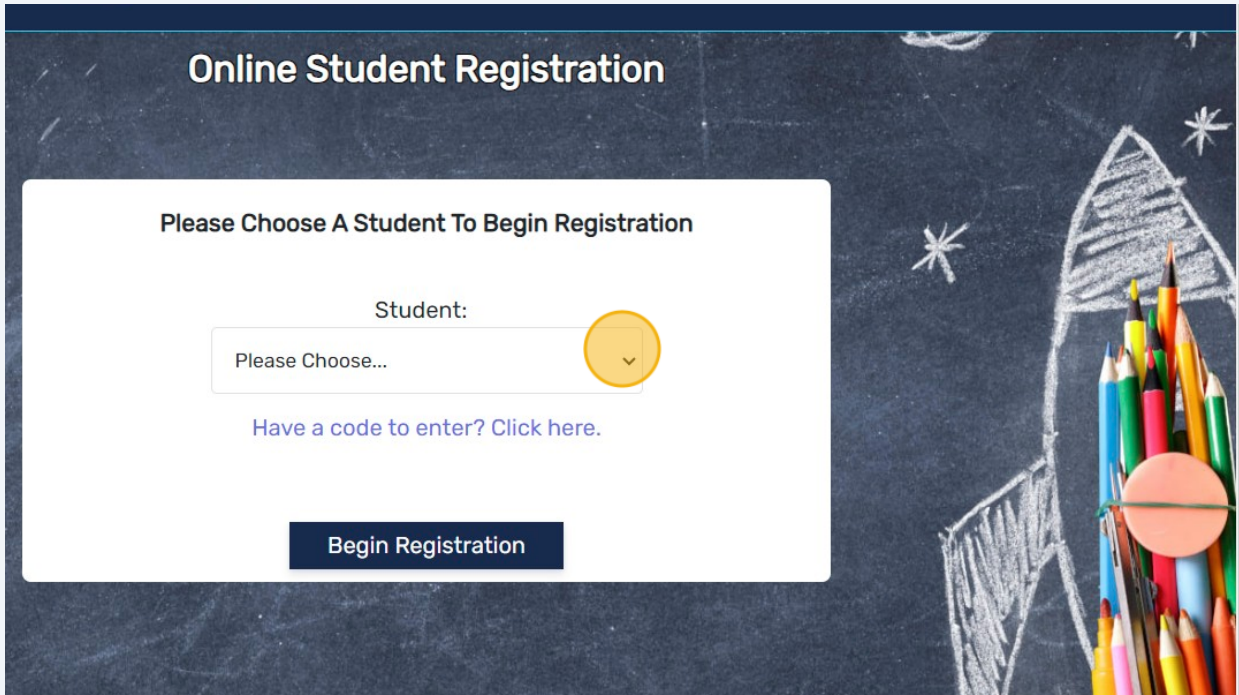 Online Student Registration
Please Choose A Student To Begin Registration
Student:
Please Choose...
Have a code to enter? Click here.
Begin Registration